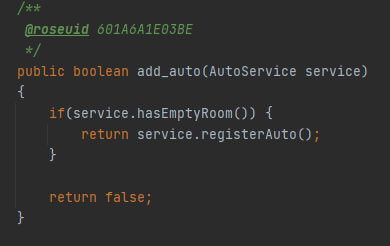 /**
 @roseuid 601A6A1E03BE
 */
public boolean add_auto(AutoService service)
{
    if(service.hasEmptyRoom()) {
        return service.registerAuto();
    }

    return false;
}